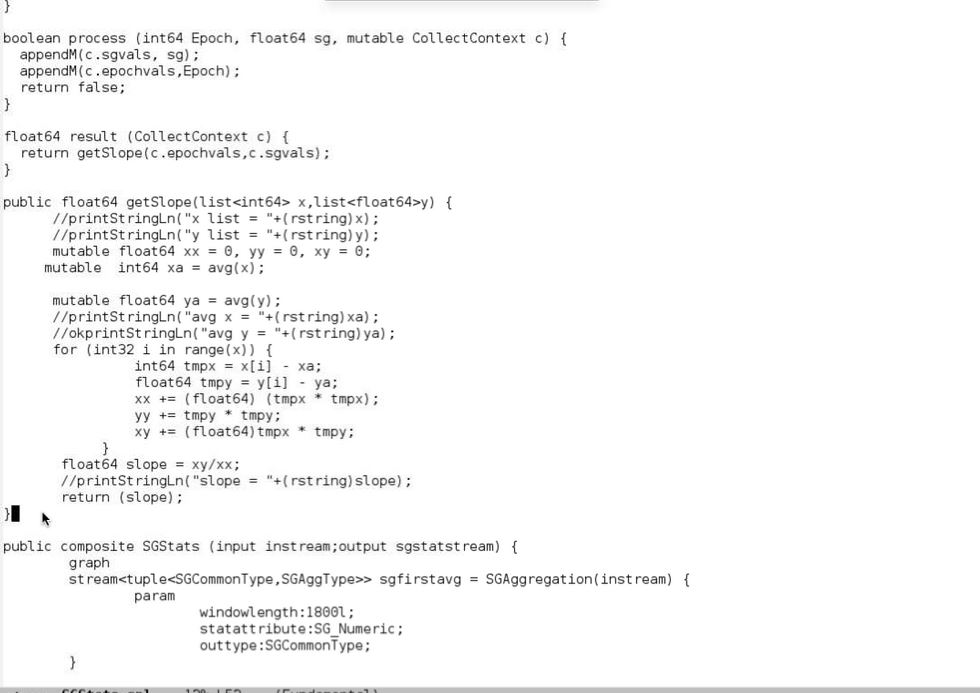 }
boolean process (int64 Epoch, float64 sg, mutable CollectContext c) {
  appendM(c.sgvals, sg);
  appendM(c.epochvals,Epoch);
  return false;
}
float64 result (CollectContext c) {
  return getSlope(c.epochvals,c.sgvals);
}
public float64 getSlope(list<int64> x,list<float64>y) {
      //printStringLn("x list = "+(rstring)x);
      //printStringLn("y list = "+(rstring)y);
      mutable float64 xx = 0, yy = 0, xy = 0;
     mutable  int64 xa = avg(x);
      mutable float64 ya = avg(y);
      //printStringLn("avg x = "+(rstring)xa);
      //okprintStringLn("avg y = "+(rstring)ya);
      for (int32 i in range(x)) {
                int64 tmpx = x[i] - xa;
                float64 tmpy = y[i] - ya;
                xx += (float64) (tmpx * tmpx);
                yy += tmpy * tmpy;
                xy += (float64)tmpx * tmpy;
            }
       float64 slope = xy/xx;
       //printStringLn("slope = "+(rstring)slope);
       return (slope);
}
public composite SGStats (input instream;output sgstatstream) {
        graph
        stream<tuple<SGCommonType,SGAggType>> sgfirstavg = SGAggregation(instream) {
                param
                        windowlength:1800l;
                        statattribute:SG_Numeric;
                        outtype:SGCommonType;
        }